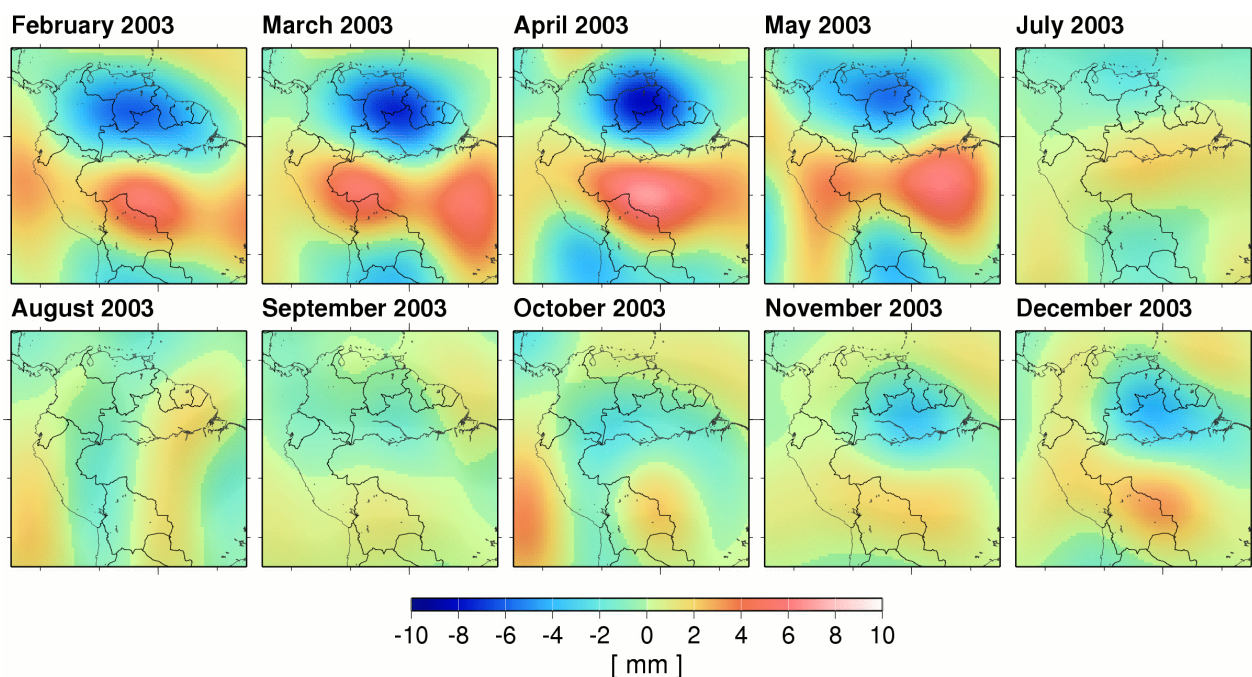 February 2003
March 2003
April 2003
May 2003
July 2003
August 2003
September 2003
October 2003
November 2003
December 2003
-10 -8 -6 -4 -2 0 2 4 6 8 10
[ mm ]